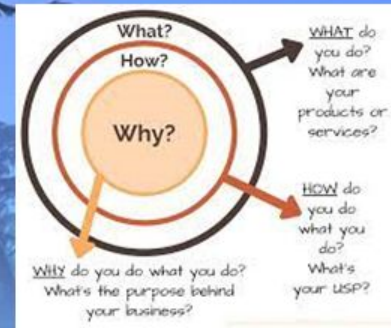 What?
How?
Why?
WHAT do
you do?
What are
your
products or
services?
HOW do
you do
what you
do?
What's
your USP?
WHY do you do what you do?
What's the purpose behind
your business?